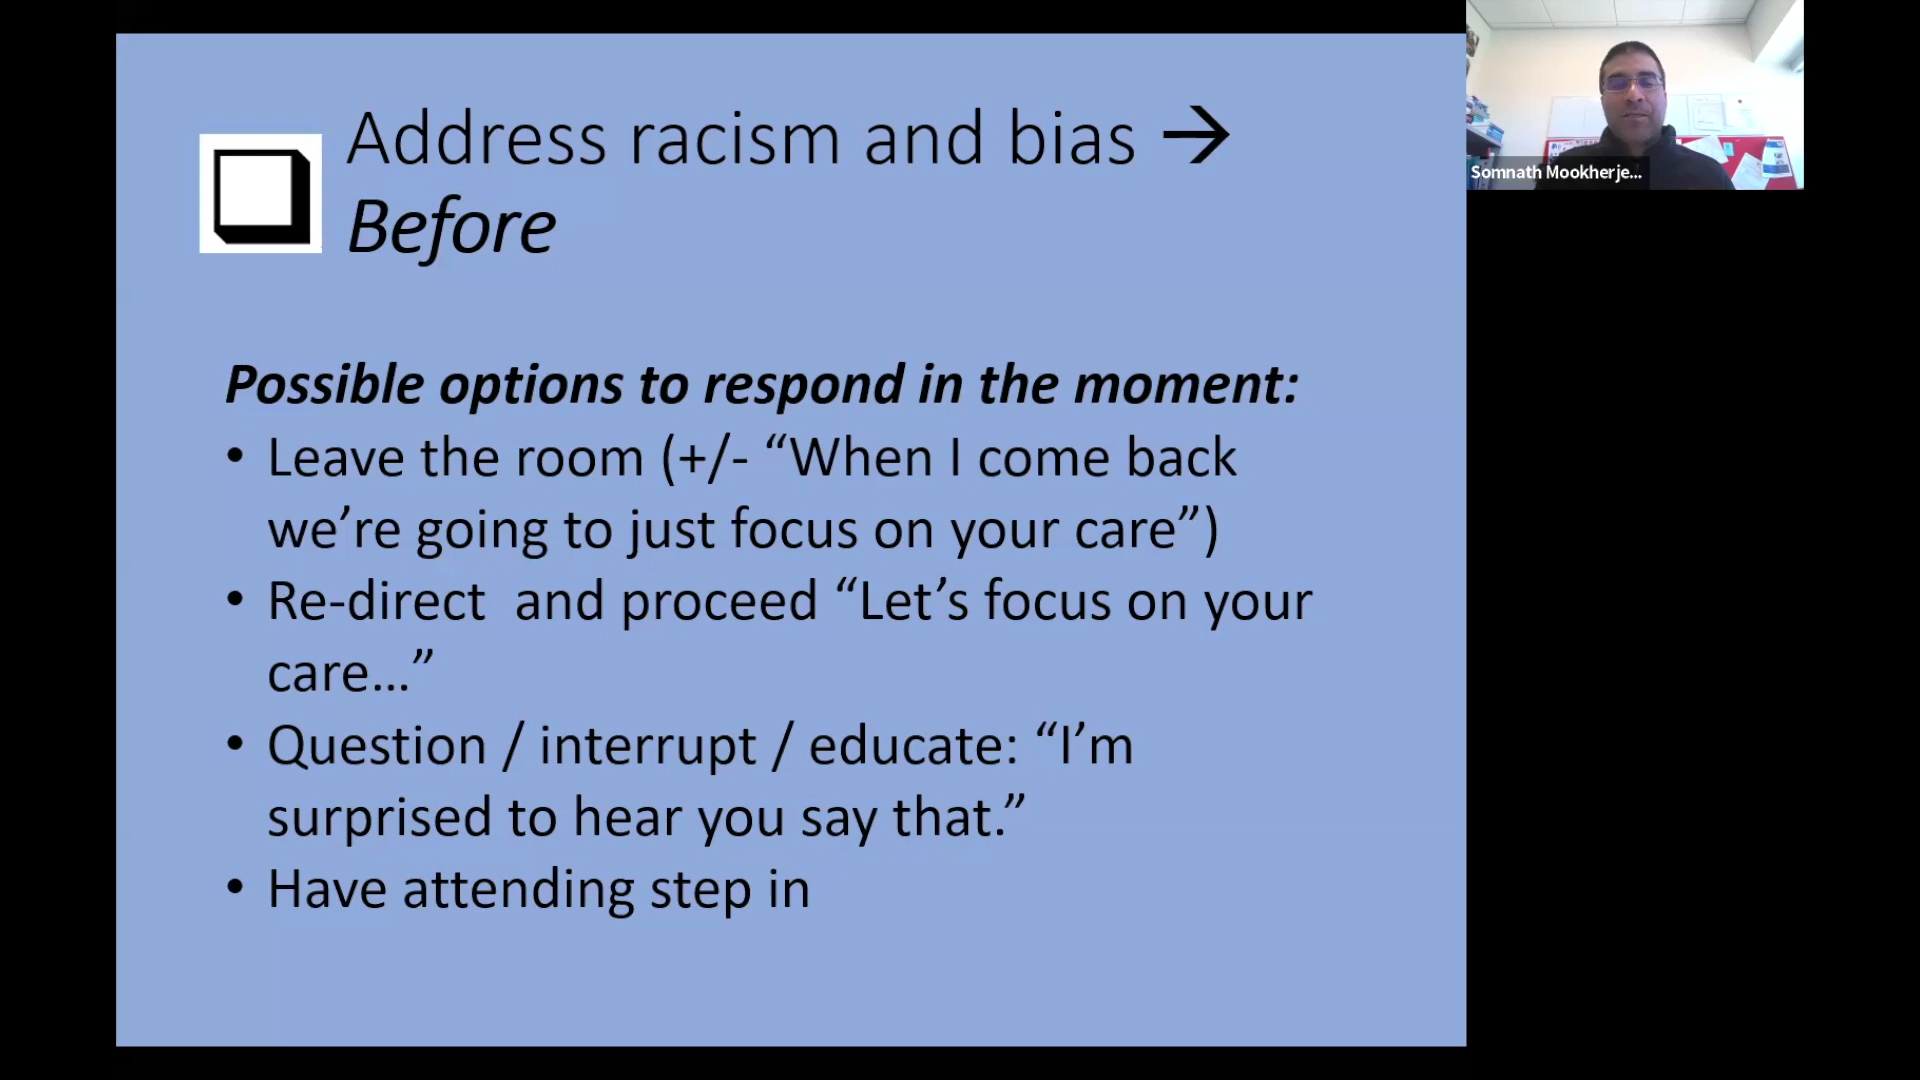 Address racism and bias →
Before
Possible options to respond in the moment:
• Leave the room (+/- “When I come back
we’re going to just focus on your care”)
• Re-direct  and proceed “Let’s focus on your
care…”
• Question / interrupt / educate: “I’m
surprised to hear you say that.”
• Have attending step in
Somnath Mookherje...